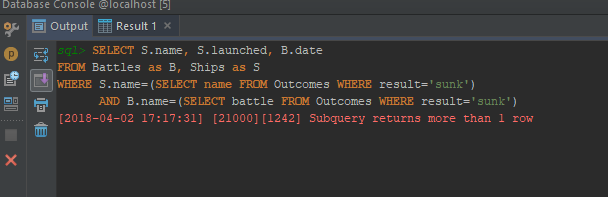 Database Console @localhost [5]
Output Result 1
sql> SELECT S.name, S.launched, B.date
FROM Battles as B, Ships as S
WHERE S.name=(SELECT name FROM Outcomes WHERE result='sunk')
AND B.name=(SELECT battle FROM Outcomes WHERE result='sunk')
[2018-04-02 17:17:31] [21000][1242] Subquery returns more than 1 row